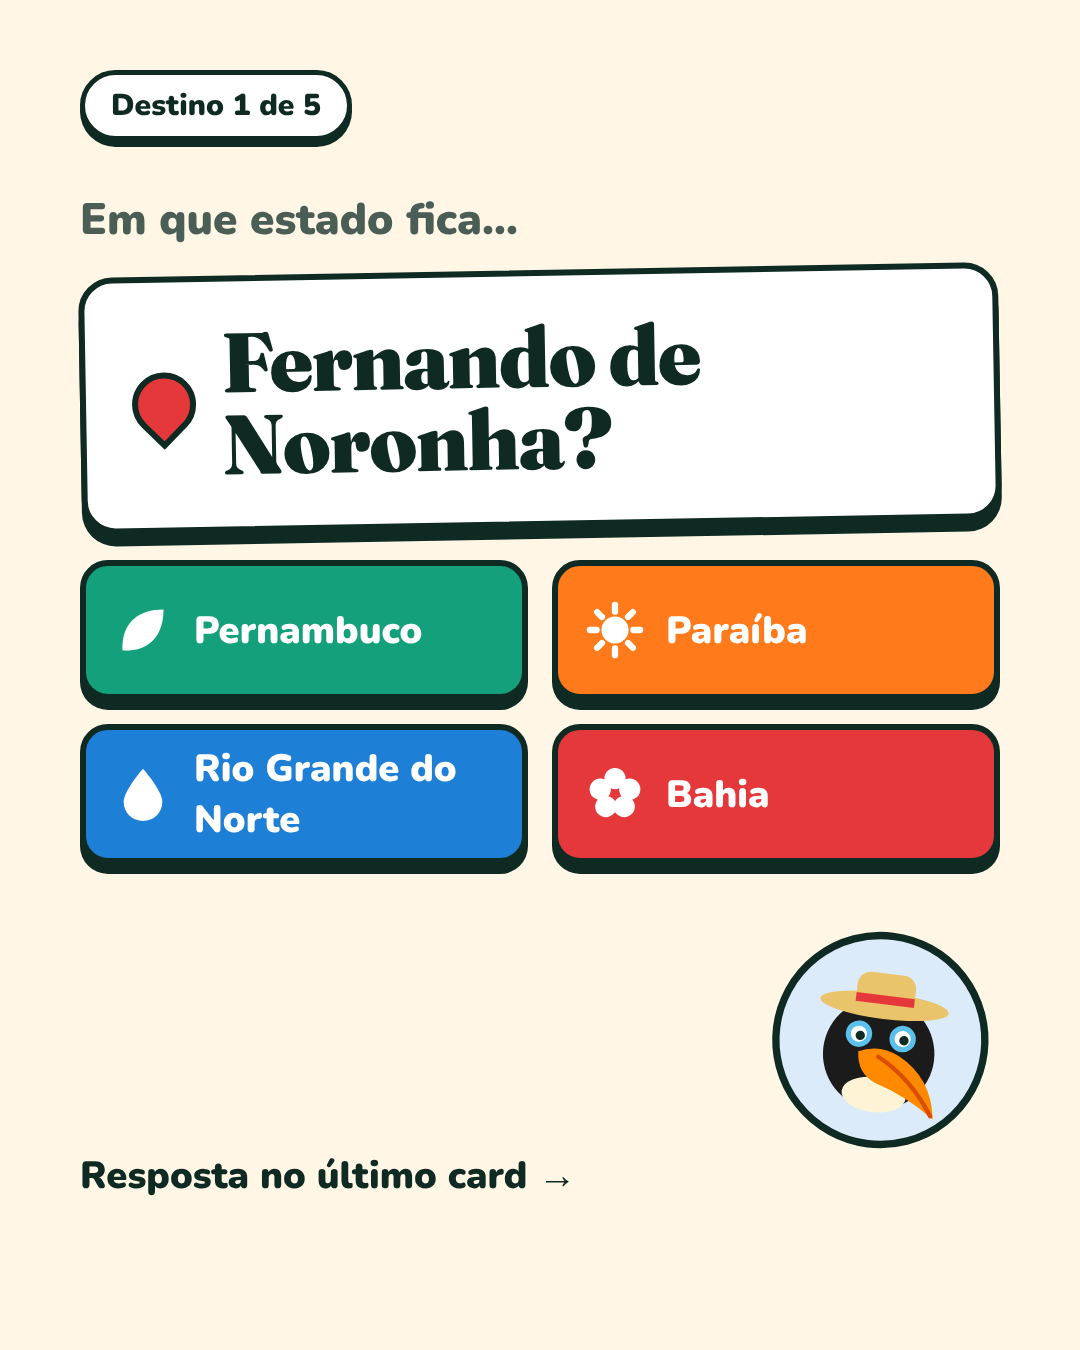 Destino 1 de 5
Em que estado fica...
Fernando de
Noronha?
Pernambuco
Paraíba
Rio Grande do
Norte
Bahia
Resposta no último card →